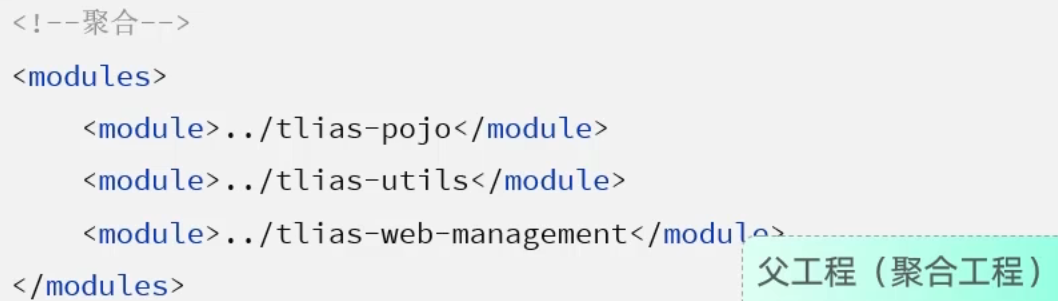 <!--聚合-->
<modules>
    <module>../tlias-pojo</module>
    <module>../tlias-utils</module>
    <module>../tlias-web-management</module>
</modules>
父工程（聚合工程）